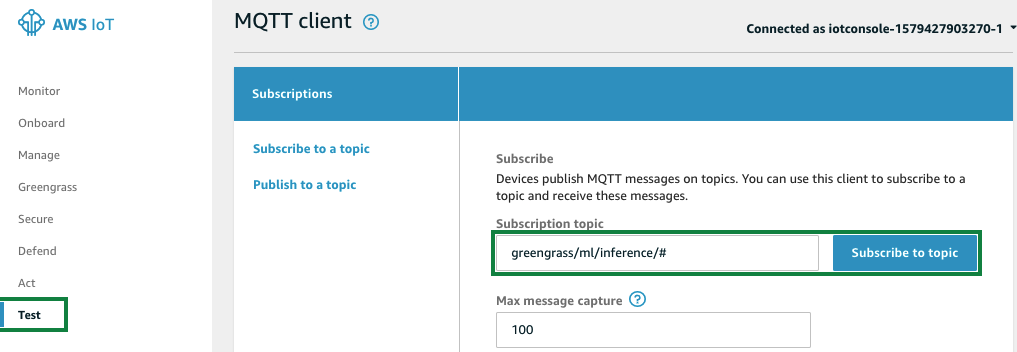 AWS IoT
MQTT client ?
Connected as iotconsole-1579427903270-1
Monitor
Onboard
Manage
Greengrass
Secure
Defend
Act
Test
Subscriptions
Subscribe to a topic
Publish to a topic
Subscribe
Devices publish MQTT messages on topics. You can use this client to subscribe to a
topic and receive these messages.
Subscription topic
greengrass/ml/inference/#
Subscribe to topic
Max message capture ?
100